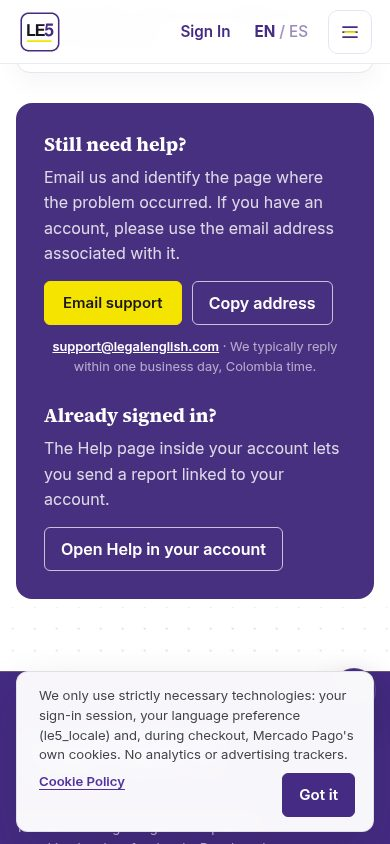 LE5
Sign In
EN / ES
Still need help?
Email us and identify the page where
the problem occurred. If you have an
account, please use the email address
associated with it.
Email support
Copy address
support@legalenglish.com · We typically reply
within one business day, Colombia time.
Already signed in?
The Help page inside your account lets
you send a report linked to your
account.
Open Help in your account
We only use strictly necessary technologies: your
sign-in session, your language preference
(le5_locale) and, during checkout, Mercado Pago's
own cookies. No analytics or advertising trackers.
Cookie Policy
Got it